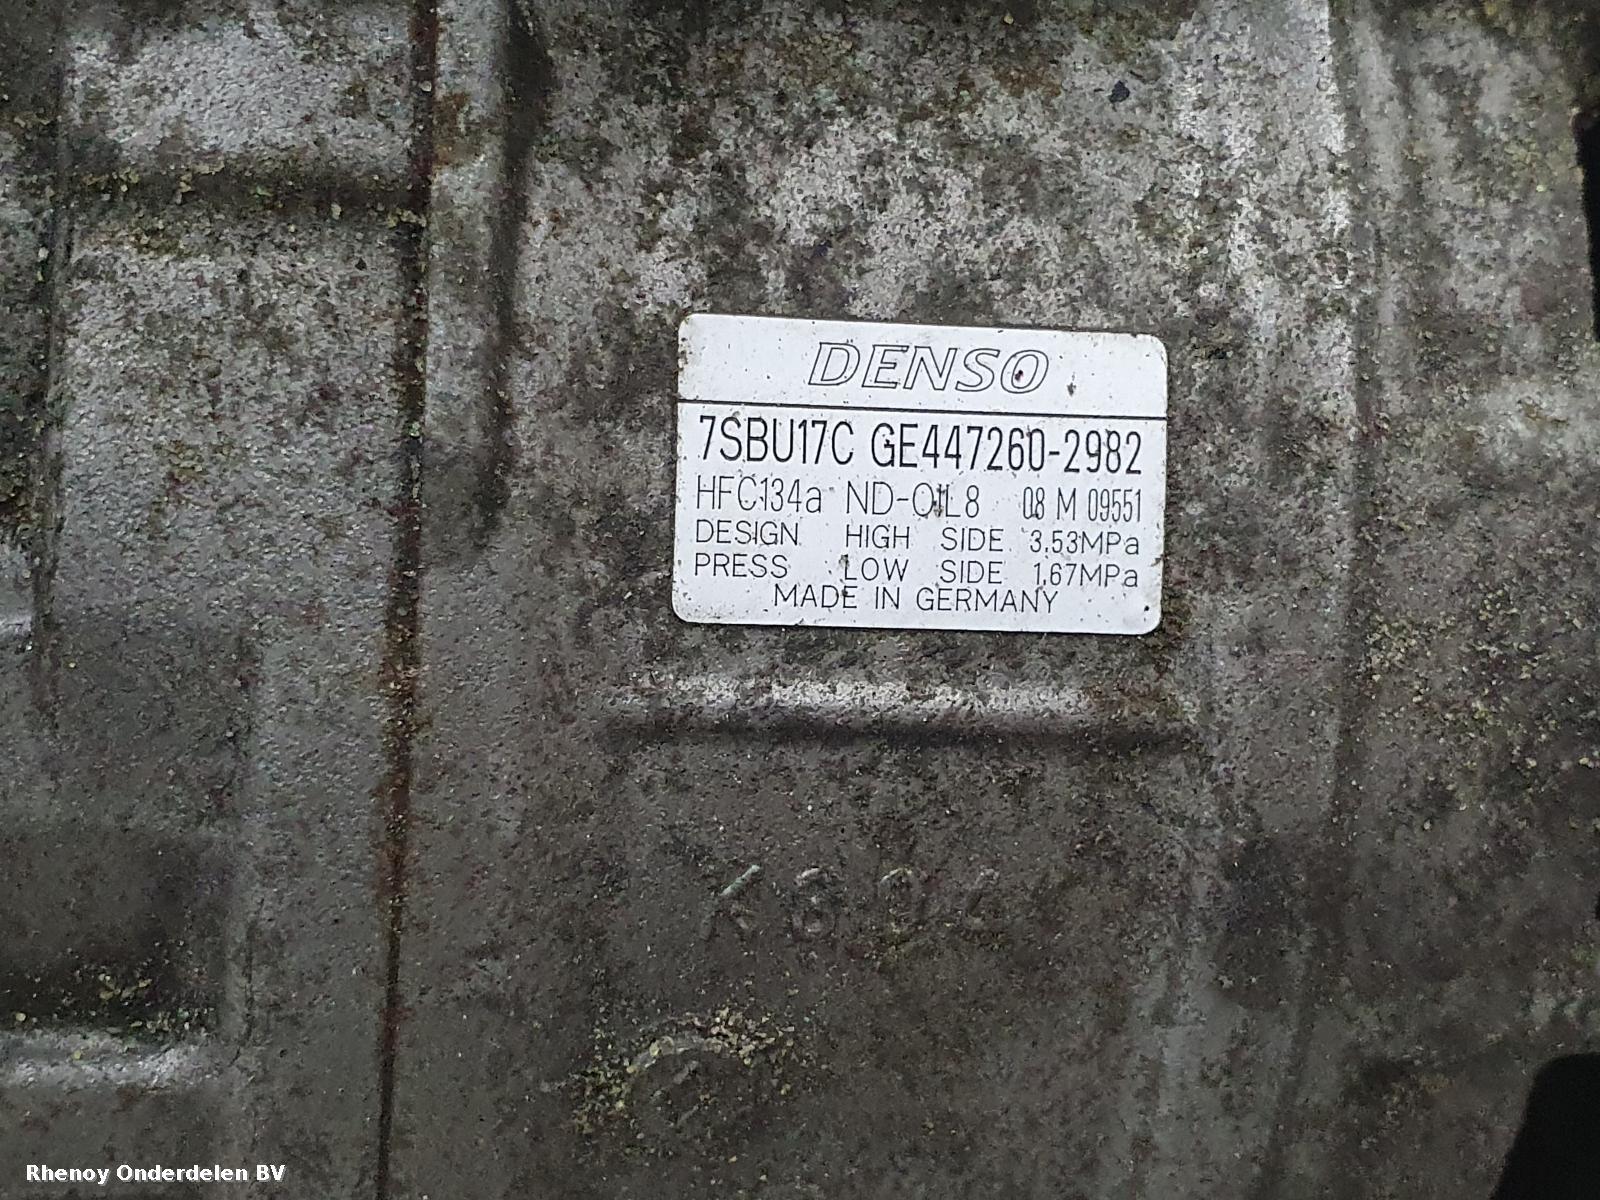 DENSO
7SBU17C GE447260-2982
HFC134a ND-OIL8 08 M 09551
DESIGN HIGH SIDE 3.53MPa
PRESS LOW SIDE 1.67MPa
MADE IN GERMANY
Rhenoy Onderdelen BV